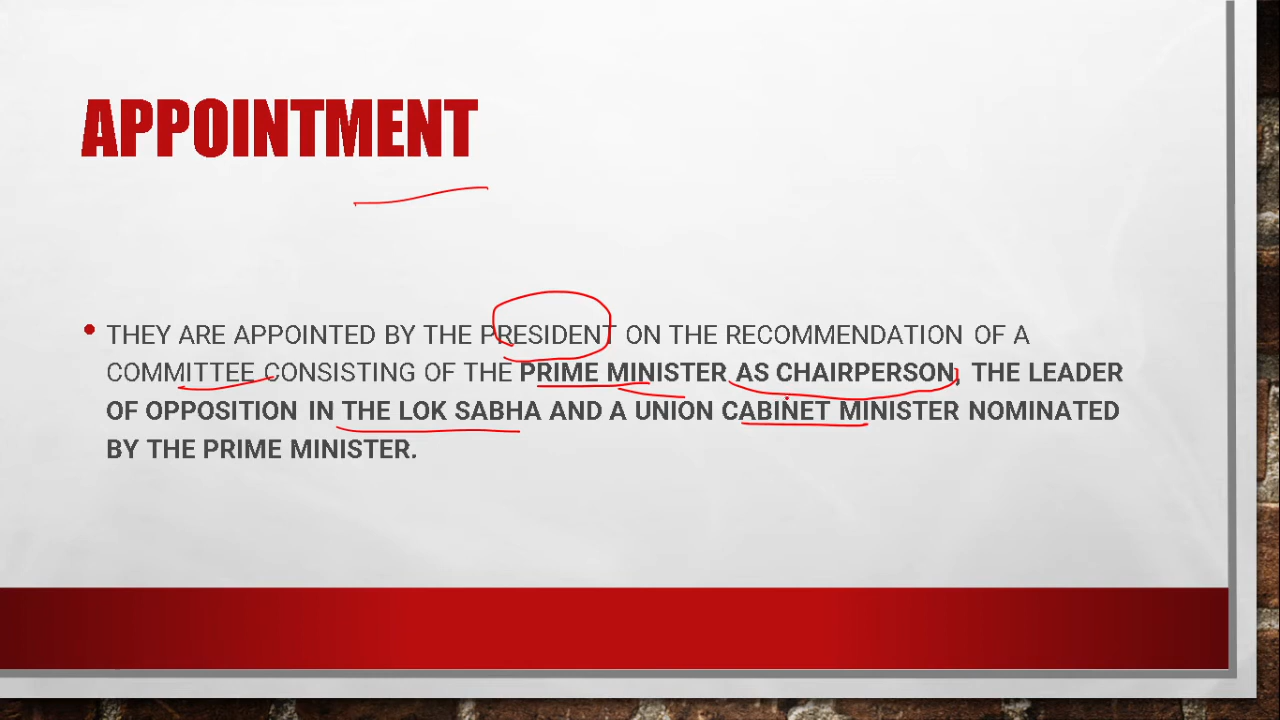 APPOINTMENT
• THEY ARE APPOINTED BY THE PRESIDENT ON THE RECOMMENDATION OF A
COMMITTEE CONSISTING OF THE PRIME MINISTER AS CHAIRPERSON, THE LEADER
OF OPPOSITION IN THE LOK SABHA AND A UNION CABINET MINISTER NOMINATED
BY THE PRIME MINISTER.